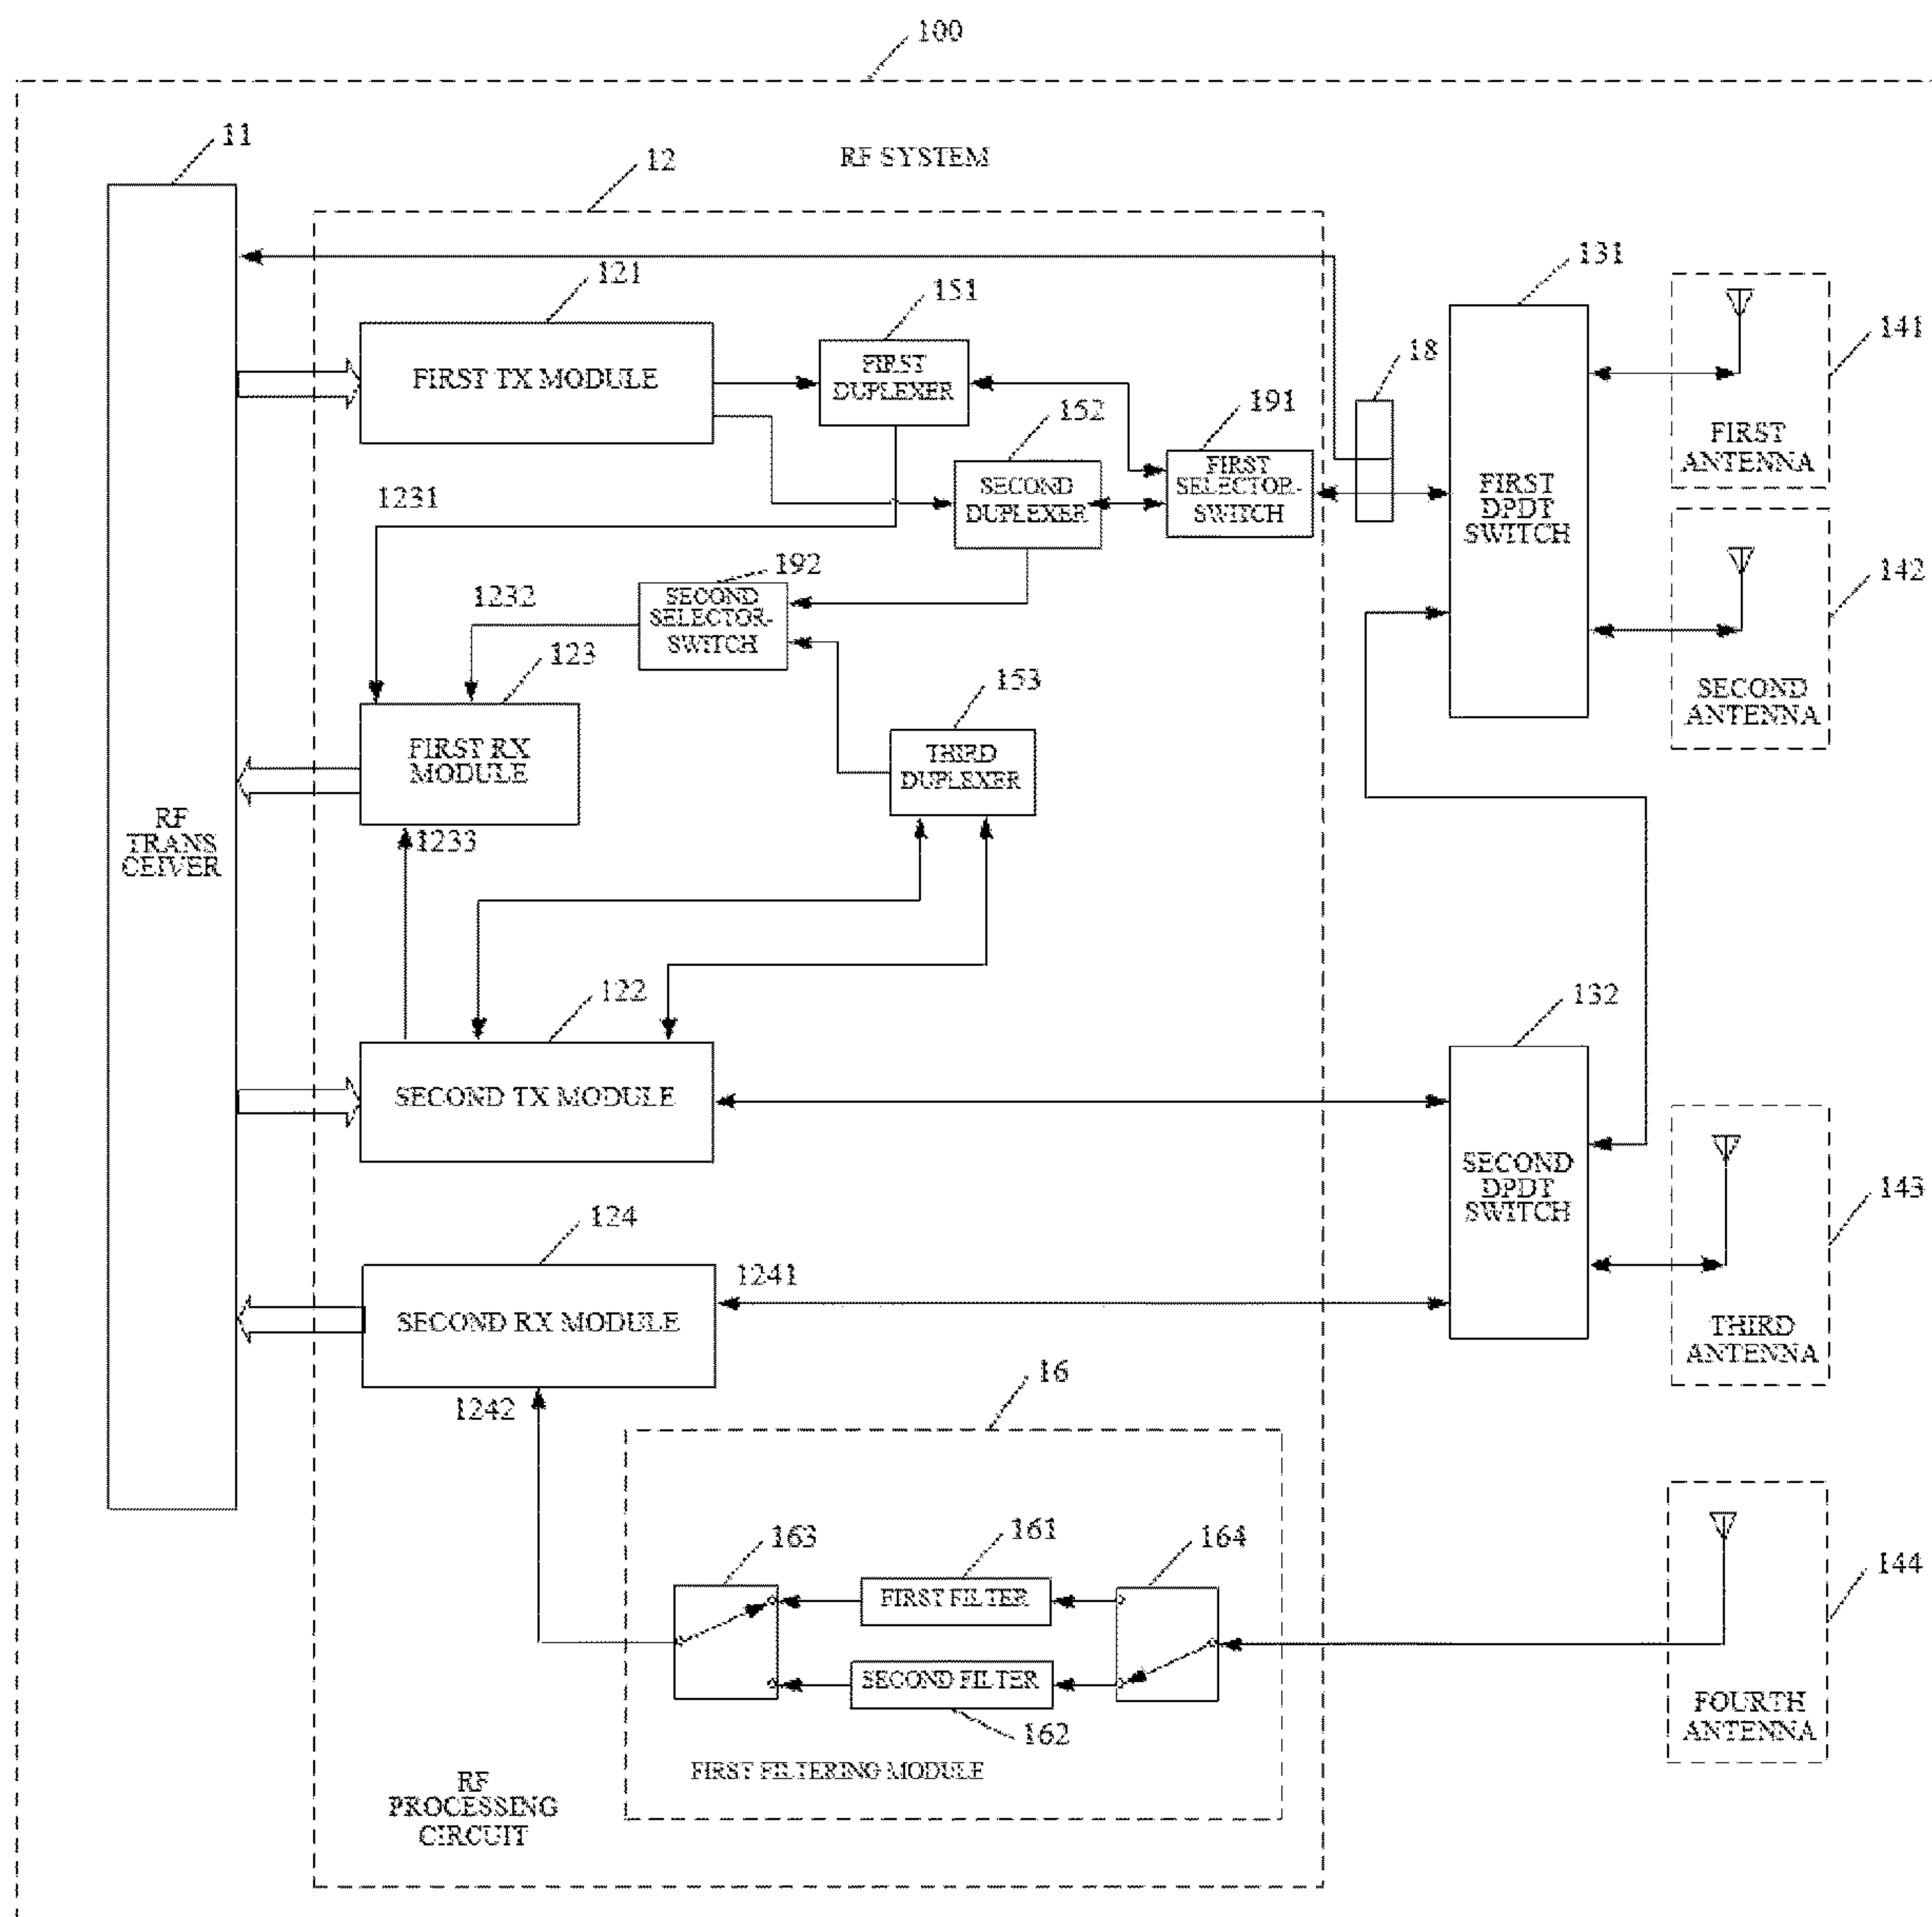 100
11
12
RF SYSTEM
121
151
131
141
FIRST TX MODULE
FIRST
DUPLEXER
18
152
191
FIRST
ANTENNA
1231
SECOND
DUPLEXER
FIRST
SELECTOR-
SWITCH
FIRST
DPDT
SWITCH
192
142
1232
SECOND
SELECTOR-
SWITCH
123
153
SECOND
ANTENNA
FIRST RX
MODULE
THIRD
DUPLEXER
RF
TRANS
CEIVER
1233
122
132
SECOND TX MODULE
SECOND
DPDT
SWITCH
143
124
1241
SECOND RX MODULE
THIRD
ANTENNA
1242
16
163
161
164
144
FIRST FILTER
SECOND FILTER
162
FOURTH
ANTENNA
FIRST FILTERING MODULE
RF
PROCESSING
CIRCUIT